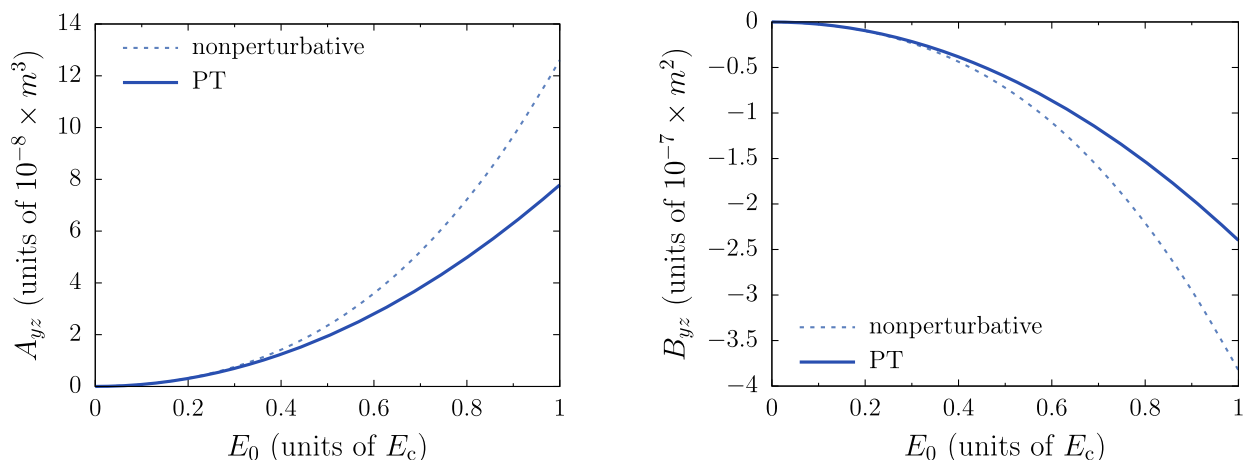 14
12
10
8
6
4
2
0
A_{yz} (units of 10^{−8} × m^3)
nonperturbative
PT
0 0.2 0.4 0.6 0.8 1
E_0 (units of E_c)
0
−0.5
−1
−1.5
−2
−2.5
−3
−3.5
−4
B_{yz} (units of 10^{−7} × m^2)
nonperturbative
PT
0 0.2 0.4 0.6 0.8 1
E_0 (units of E_c)